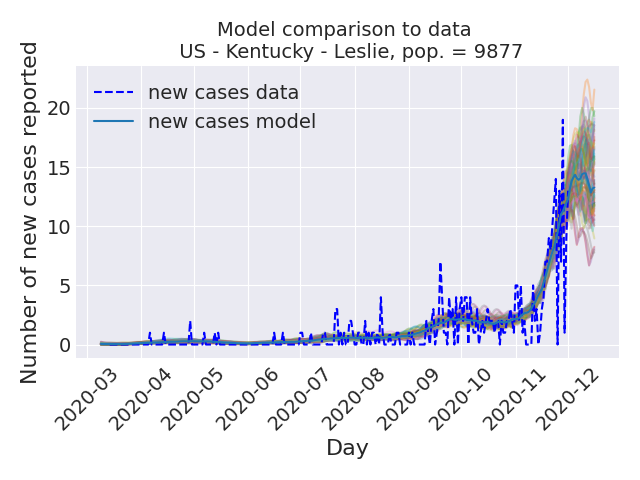 Model comparison to data
US - Kentucky - Leslie, pop. = 9877
Number of new cases reported
new cases data
new cases model
20
15
10
5
0
2020-03
2020-04
2020-05
2020-06
2020-07
2020-08
2020-09
2020-10
2020-11
2020-12
Day